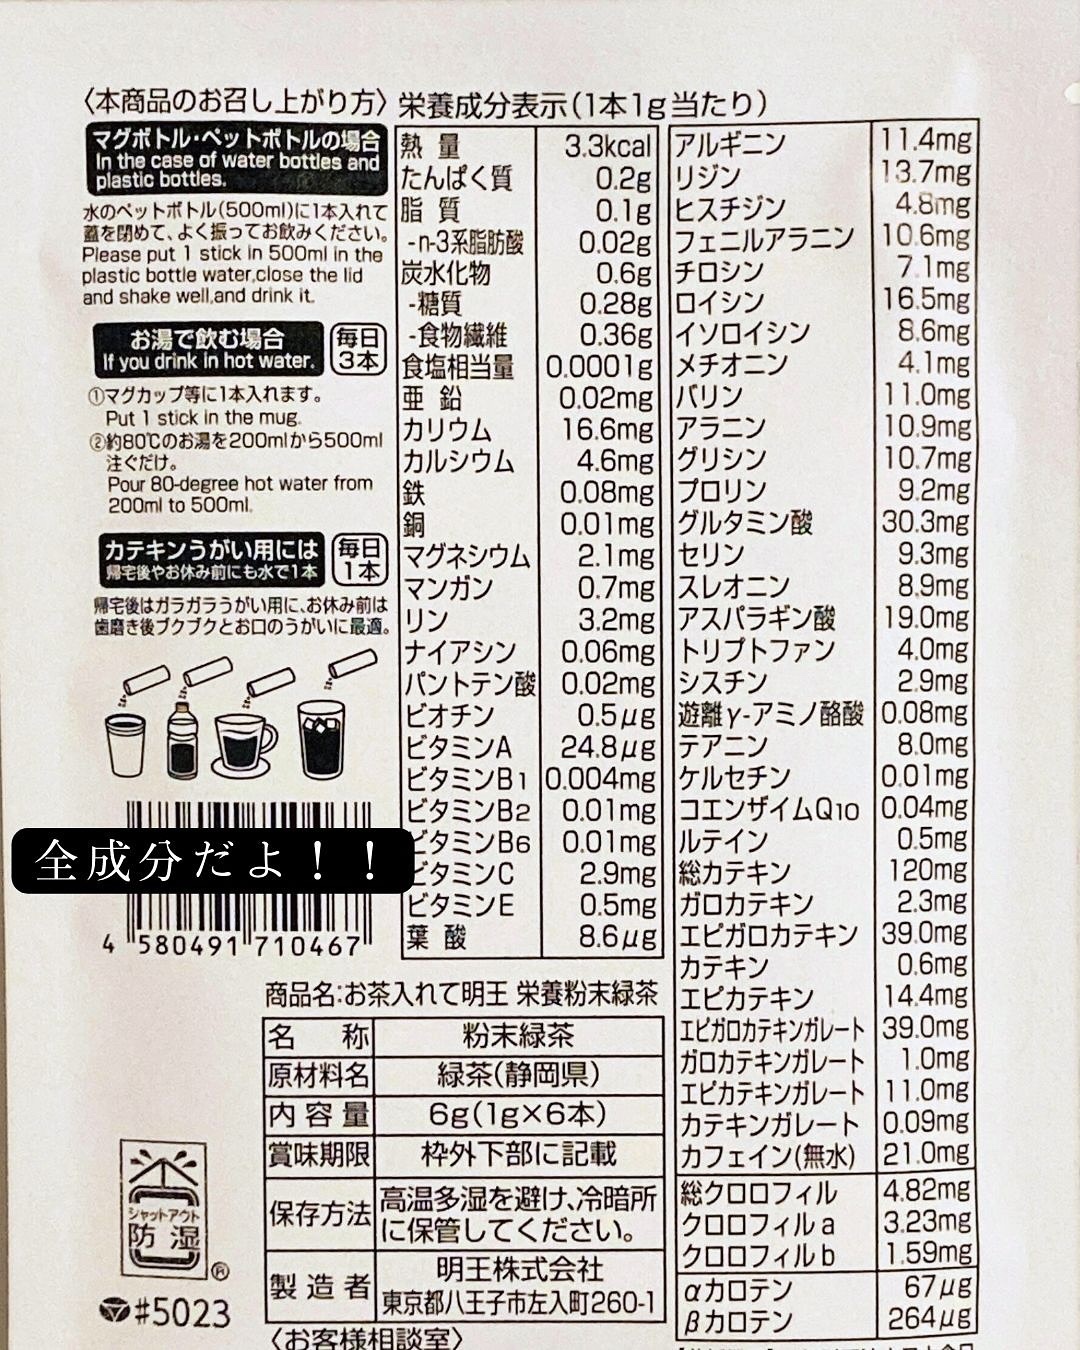 〈本商品のお召し上がり方〉
マグボトル・ペットボトルの場合
In the case of water bottles and
plastic bottles.
水のペットボトル(500ml)に1本入れて
蓋を閉めて、よく振ってお飲みください。
Please put 1 stick in 500ml in the
plastic bottle water,close the lid
and shake well,and drink it.
お湯で飲む場合
If you drink in hot water.
毎日
3本
①マグカップ等に1本入れます。
Put 1 stick in the mug.
②約80℃のお湯を200mlから500ml
注ぐだけ。
Pour 80-degree hot water from
200ml to 500ml.
カテキンうがい用には
帰宅後やお休み前にも水で1本
毎日
1本
帰宅後はガラガラうがい用に、お休み前は
歯磨き後ブクブクとお口のうがいに最適。
全成分だよ！！
4 580491 710467
栄養成分表示(1本1g当たり)
熱 量 3.3kcal
たんぱく質 0.2g
脂 質 0.1g
-n-3系脂肪酸 0.02g
炭水化物 0.6g
-糖質 0.28g
-食物繊維 0.36g
食塩相当量 0.0001g
亜 鉛 0.02mg
カリウム 16.6mg
カルシウム 4.6mg
鉄 0.08mg
銅 0.01mg
マグネシウム 2.1mg
マンガン 0.7mg
リン 3.2mg
ナイアシン 0.06mg
パントテン酸 0.02mg
ビオチン 0.5μg
ビタミンA 24.8μg
ビタミンB1 0.004mg
ビタミンB2 0.01mg
ビタミンB6 0.01mg
ビタミンC 2.9mg
ビタミンE 0.5mg
葉 酸 8.6μg
アルギニン 11.4mg
リジン 13.7mg
ヒスチジン 4.8mg
フェニルアラニン 10.6mg
チロシン 7.1mg
ロイシン 16.5mg
イソロイシン 8.6mg
メチオニン 4.1mg
バリン 11.0mg
アラニン 10.9mg
グリシン 10.7mg
プロリン 9.2mg
グルタミン酸 30.3mg
セリン 9.3mg
スレオニン 8.9mg
アスパラギン酸 19.0mg
トリプトファン 4.0mg
シスチン 2.9mg
遊離γ-アミノ酪酸 0.08mg
テアニン 8.0mg
ケルセチン 0.01mg
コエンザイムQ10 0.04mg
ルテイン 0.5mg
総カテキン 120mg
ガロカテキン 2.3mg
エピガロカテキン 39.0mg
カテキン 0.6mg
エピカテキン 14.4mg
エピガロカテキンガレート 39.0mg
ガロカテキンガレート 1.0mg
エピカテキンガレート 11.0mg
カテキンガレート 0.09mg
カフェイン(無水) 21.0mg
総クロロフィル 4.82mg
クロロフィルa 3.23mg
クロロフィルb 1.59mg
αカロテン 67μg
βカロテン 264μg
商品名:お茶入れて明王 栄養粉末緑茶
名 称 粉末緑茶
原材料名 緑茶(静岡県)
内容量 6g(1g×6本)
賞味期限 枠外下部に記載
保存方法 高温多湿を避け、冷暗所
に保管してください。
製造者 明王株式会社
東京都八王子市左入町260-1
〈お客様相談室〉
シャットアウト
防 湿
®
#5023